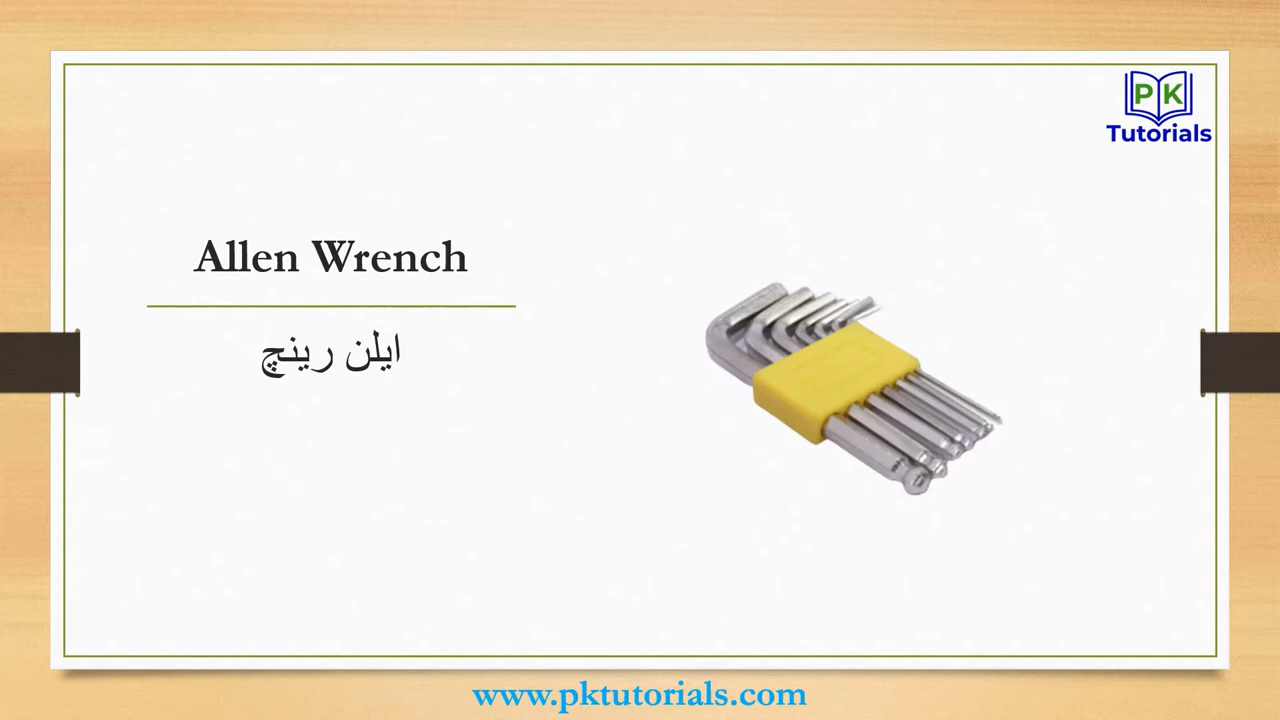 PK
Tutorials
Allen Wrench
ایلن رینچ
www.pktutorials.com